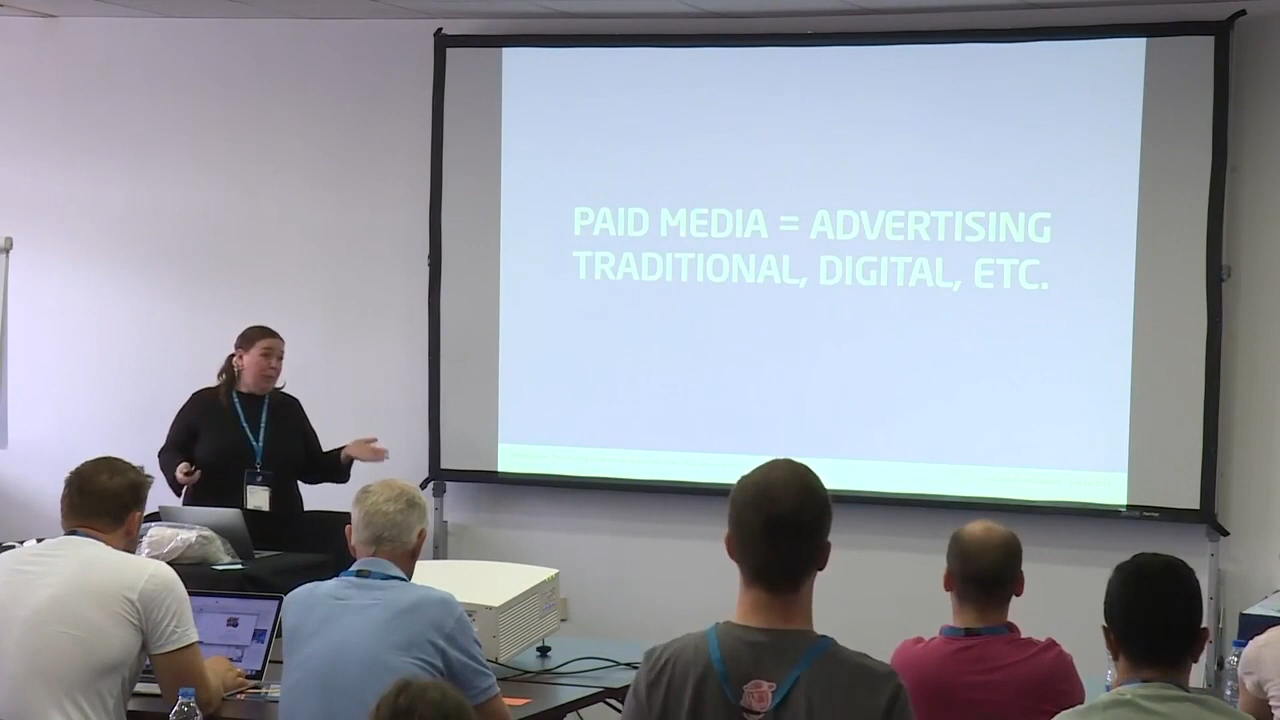 PAID MEDIA = ADVERTISING
TRADITIONAL, DIGITAL, ETC.